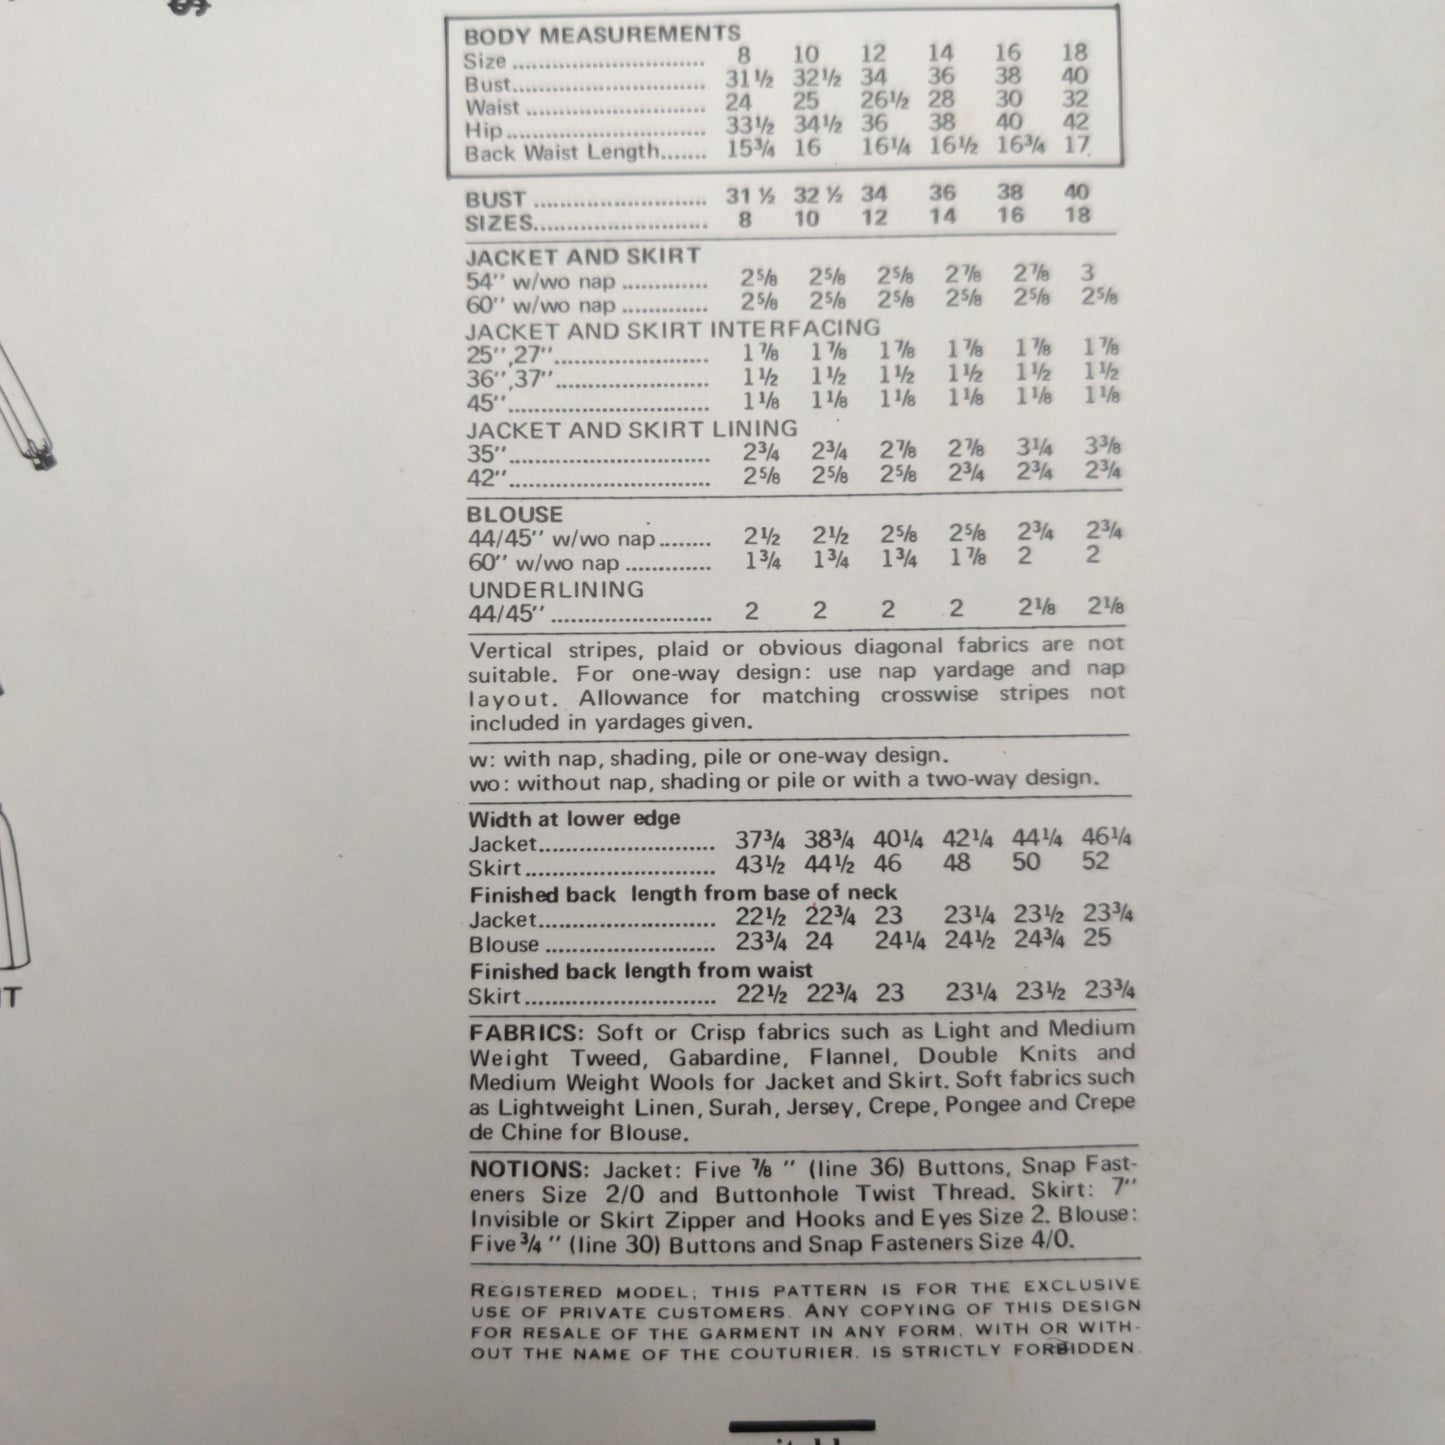 BODY MEASUREMENTS
Size ............................ 8 10 12 14 16 18
Bust............................. 31½ 32½ 34 36 38 40
Waist ........................... 24 25 26½ 28 30 32
Hip.............................. 33½ 34½ 36 38 40 42
Back Waist Length....... 15¾ 16 16¼ 16½ 16¾ 17
BUST .......................... 31 ½ 32 ½ 34 36 38 40
SIZES.......................... 8 10 12 14 16 18
JACKET AND SKIRT
54'' w/wo nap ............. 2⅝ 2⅝ 2⅝ 2⅞ 2⅞ 3
60'' w/wo nap ............. 2⅝ 2⅝ 2⅝ 2⅝ 2⅝ 2⅝
JACKET AND SKIRT INTERFACING
25'',27''....................... 1⅞ 1⅞ 1⅞ 1⅞ 1⅞ 1⅞
36'',37''....................... 1½ 1½ 1½ 1½ 1½ 1½
45''.............................. 1⅛ 1⅛ 1⅛ 1⅛ 1⅛ 1⅛
JACKET AND SKIRT LINING
35''.............................. 2¾ 2¾ 2⅞ 2⅞ 3¼ 3⅜
42''.............................. 2⅝ 2⅝ 2⅝ 2¾ 2¾ 2¾
BLOUSE
44/45'' w/wo nap........ 2½ 2½ 2⅝ 2⅝ 2¾ 2¾
60'' w/wo nap ............. 1¾ 1¾ 1¾ 1⅞ 2 2
UNDERLINING
44/45'' ........................ 2 2 2 2 2⅛ 2⅛
Vertical stripes, plaid or obvious diagonal fabrics are not
suitable. For one-way design: use nap yardage and nap
layout. Allowance for matching crosswise stripes not
included in yardages given.
w: with nap, shading, pile or one-way design.
wo: without nap, shading or pile or with a two-way design.
Width at lower edge
Jacket.......................... 37¾ 38¾ 40¼ 42¼ 44¼ 46¼
Skirt............................ 43½ 44½ 46 48 50 52
Finished back length from base of neck
Jacket.......................... 22½ 22¾ 23 23¼ 23½ 23¾
Blouse ......................... 23¾ 24 24¼ 24½ 24¾ 25
Finished back length from waist
Skirt............................ 22½ 22¾ 23 23¼ 23½ 23¾
FABRICS: Soft or Crisp fabrics such as Light and Medium
Weight Tweed, Gabardine, Flannel, Double Knits and
Medium Weight Wools for Jacket and Skirt. Soft fabrics such
as Lightweight Linen, Surah, Jersey, Crepe, Pongee and Crepe
de Chine for Blouse.
NOTIONS: Jacket: Five ⅞ '' (line 36) Buttons, Snap Fast-
eners Size 2/0 and Buttonhole Twist Thread. Skirt: 7''
Invisible or Skirt Zipper and Hooks and Eyes Size 2. Blouse:
Five ¾ '' (line 30) Buttons and Snap Fasteners Size 4/0.
REGISTERED MODEL; THIS PATTERN IS FOR THE EXCLUSIVE
USE OF PRIVATE CUSTOMERS. ANY COPYING OF THIS DESIGN
FOR RESALE OF THE GARMENT IN ANY FORM, WITH OR WITH-
OUT THE NAME OF THE COUTURIER, IS STRICTLY FORBIDDEN.